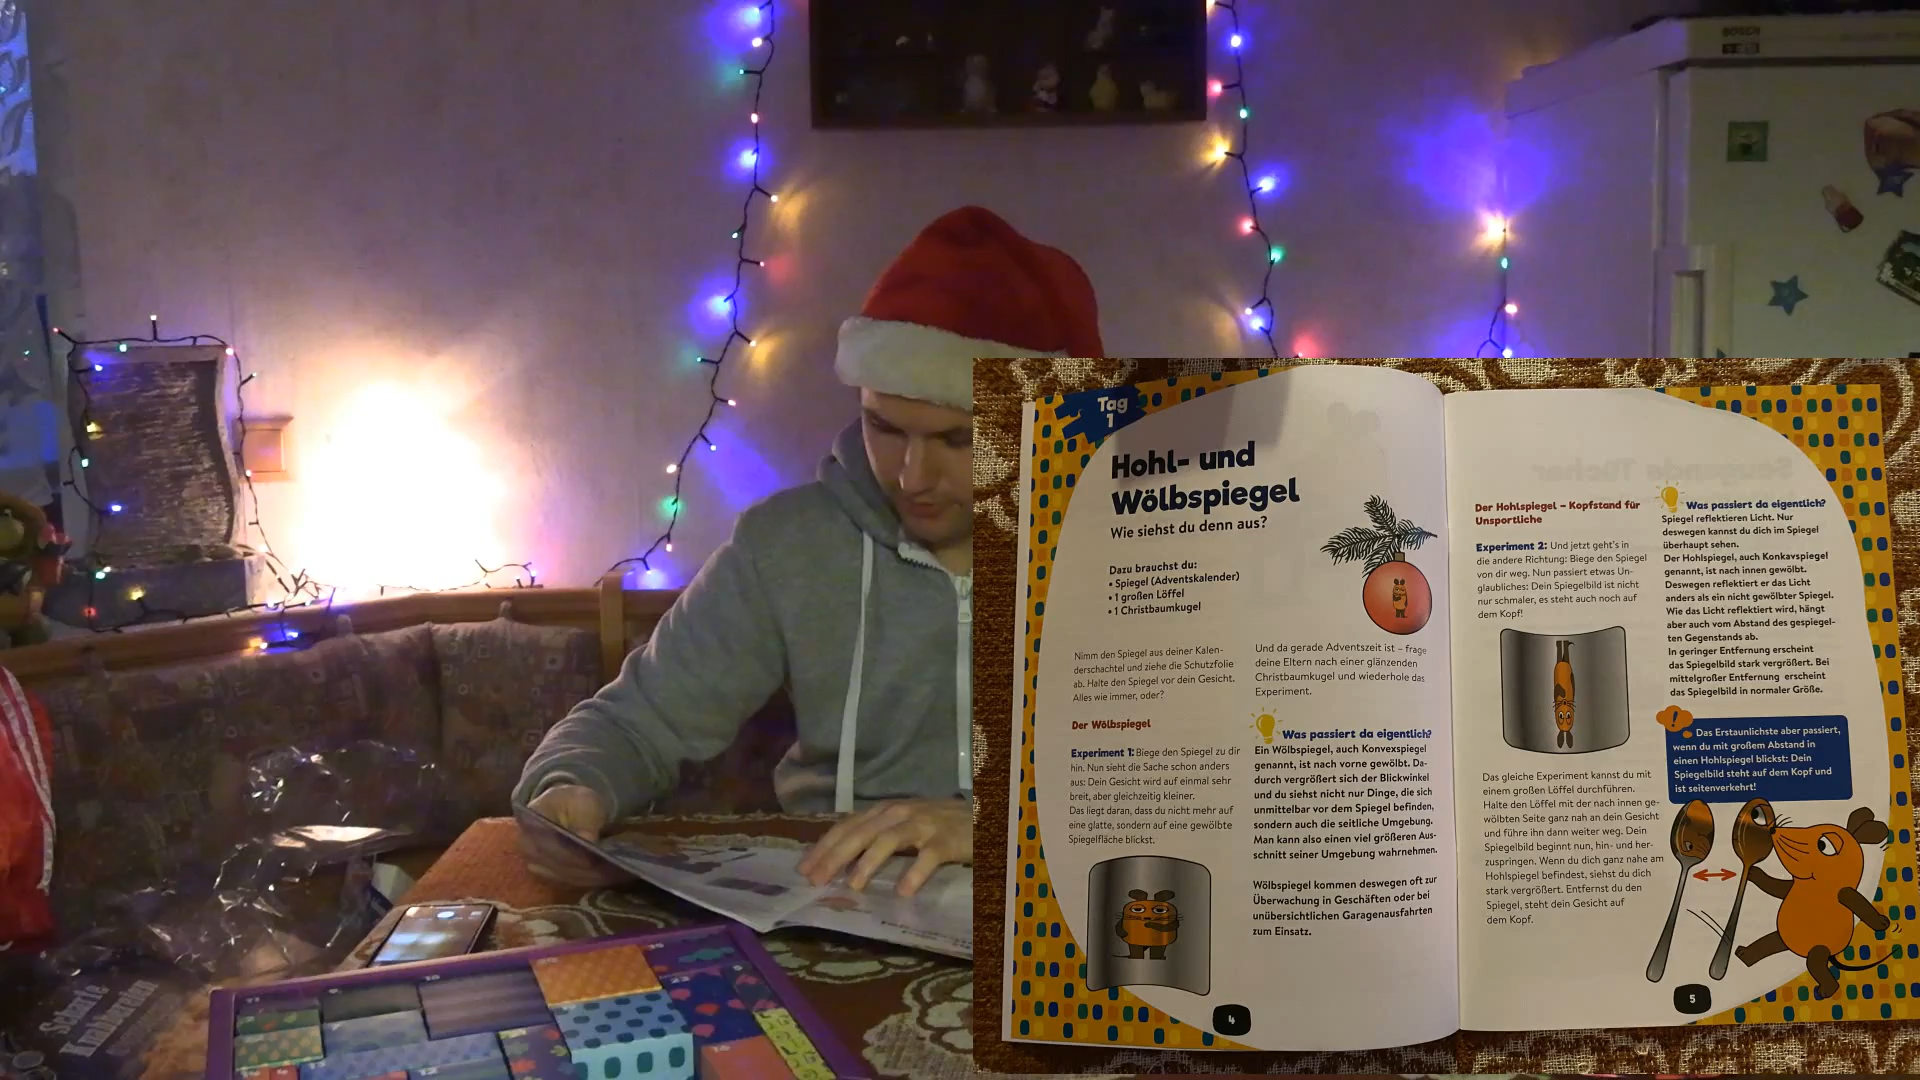 BOSCH
Tag
1
Hohl- und
Wölbspiegel
Wie siehst du denn aus?
Dazu brauchst du:
• Spiegel (Adventskalender)
• 1 großen Löffel
• 1 Christbaumkugel
Nimm den Spiegel aus deiner Kalen-
derschachtel und ziehe die Schutzfolie
ab. Halte den Spiegel vor dein Gesicht.
Alles wie immer, oder?
Der Wölbspiegel
Experiment 1: Biege den Spiegel zu dir
hin. Nun sieht die Sache schon anders
aus: Dein Gesicht wird auf einmal sehr
breit, aber gleichzeitig kleiner.
Das liegt daran, dass du nicht mehr auf
eine glatte, sondern auf eine gewölbte
Spiegelfläche blickst.
Und da gerade Adventszeit ist – frage
deine Eltern nach einer glänzenden
Christbaumkugel und wiederhole das
Experiment.
Was passiert da eigentlich?
Ein Wölbspiegel, auch Konvexspiegel
genannt, ist nach vorne gewölbt. Da-
durch vergrößert sich der Blickwinkel
und du siehst nicht nur Dinge, die sich
unmittelbar vor dem Spiegel befinden,
sondern auch die seitliche Umgebung.
Man kann also einen viel größeren Aus-
schnitt seiner Umgebung wahrnehmen.
Wölbspiegel kommen deswegen oft zur
Überwachung in Geschäften oder bei
unübersichtlichen Garagenausfahrten
zum Einsatz.
4
Der Hohlspiegel – Kopfstand für
Unsportliche
Experiment 2: Und jetzt geht's in
die andere Richtung: Biege den Spiegel
von dir weg. Nun passiert etwas Un-
glaubliches: Dein Spiegelbild ist nicht
nur schmaler, es steht auch noch auf
dem Kopf!
Das gleiche Experiment kannst du mit
einem großen Löffel durchführen.
Halte den Löffel mit der nach innen ge-
wölbten Seite ganz nah an dein Gesicht
und führe ihn dann weiter weg. Dein
Spiegelbild beginnt nun, hin- und her-
zuspringen. Wenn du dich ganz nahe am
Hohlspiegel befindest, siehst du dich
stark vergrößert. Entfernst du den
Spiegel, steht dein Gesicht auf
dem Kopf.
Was passiert da eigentlich?
Spiegel reflektieren Licht. Nur
deswegen kannst du dich im Spiegel
überhaupt sehen.
Der Hohlspiegel, auch Konkavspiegel
genannt, ist nach innen gewölbt.
Deswegen reflektiert er das Licht
anders als ein nicht gewölbter Spiegel.
Wie das Licht reflektiert wird, hängt
aber auch vom Abstand des gespiegel-
ten Gegenstands ab.
In geringer Entfernung erscheint
das Spiegelbild stark vergrößert. Bei
mittelgroßer Entfernung erscheint
das Spiegelbild in normaler Größe.
Das Erstaunlichste aber passiert,
wenn du mit großem Abstand in
einen Hohlspiegel blickst: Dein
Spiegelbild steht auf dem Kopf und
ist seitenverkehrt!
5
Scharfe
Knabbereien